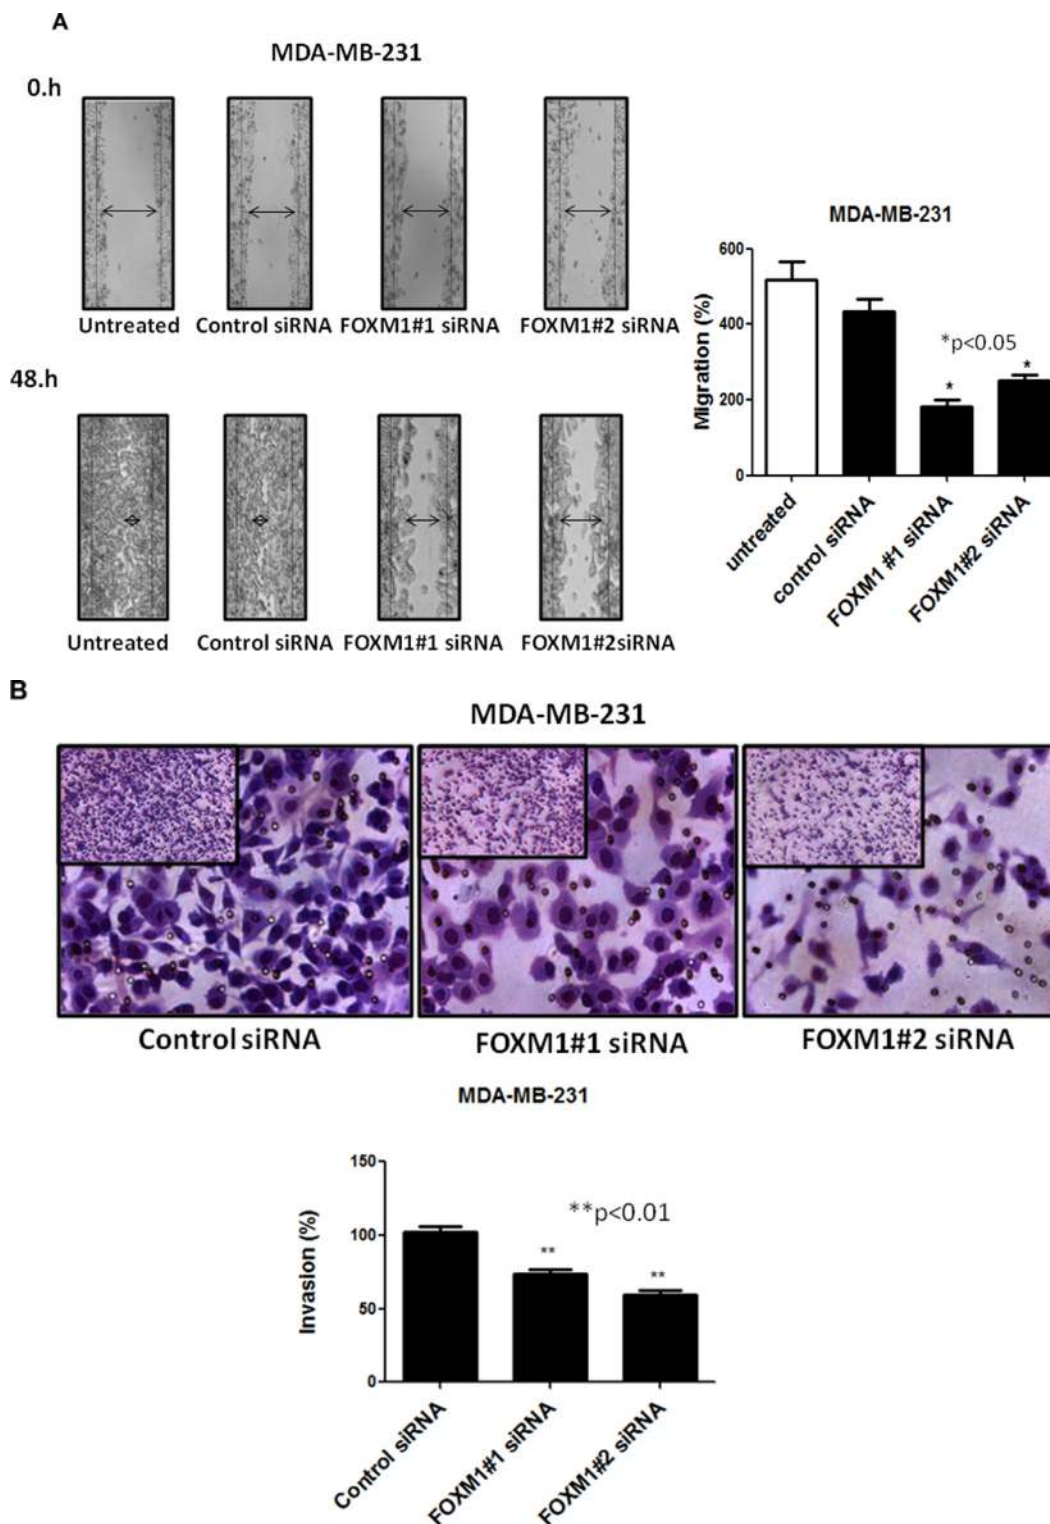 A
MDA-MB-231
0.h
Untreated
Control siRNA
FOXM1#1 siRNA
FOXM1#2 siRNA
48.h
Untreated
Control siRNA
FOXM1#1 siRNA
FOXM1#2siRNA
MDA-MB-231
Migration (%)
600
400
200
0
*p<0.05
*
*
untreated
control siRNA
FOXM1 #1 siRNA
FOXM1#2 siRNA
B
MDA-MB-231
Control siRNA
FOXM1#1 siRNA
FOXM1#2 siRNA
MDA-MB-231
Invasion (%)
150
100
50
0
**p<0.01
**
**
Control siRNA
FOXM1#1 siRNA
FOXM1#2 siRNA